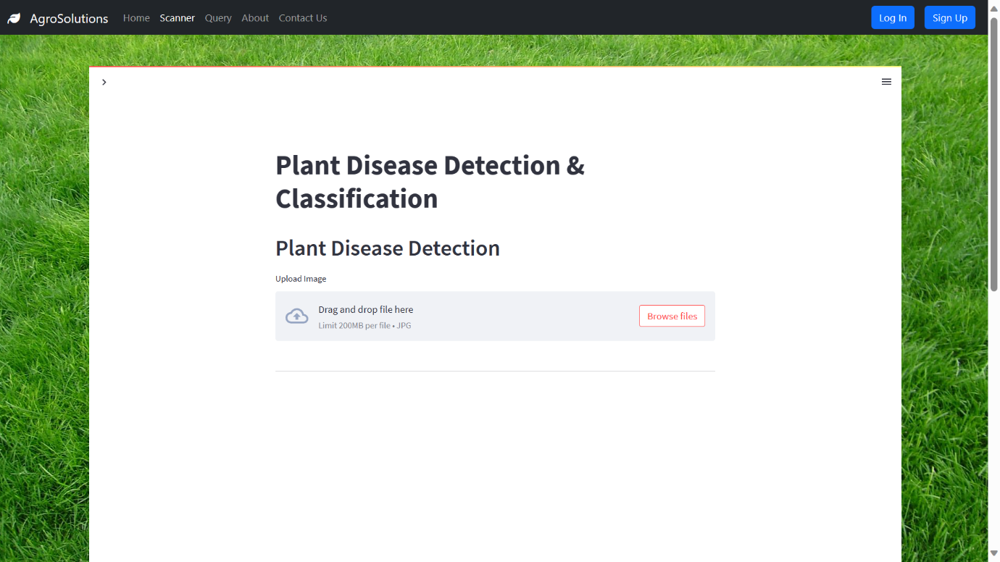 AgroSolutions Home Scanner Query About Contact Us Log In Sign Up
Plant Disease Detection &
Classification
Plant Disease Detection
Upload Image
Drag and drop file here
Limit 200MB per file • JPG
Browse files